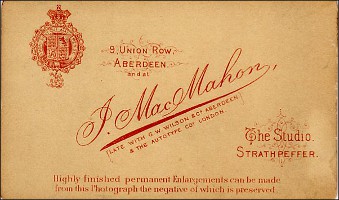 9, UNION ROW,
ABERDEEN
and at
J. MacMahon,
(LATE WITH G. W. WILSON & Co ABERDEEN
& THE AUTOTYPE Co LONDON.
The Studio
STRATHPEFFER.
Highly finished permanent Enlargements can be made
from this Photograph the negative of which is preserved.